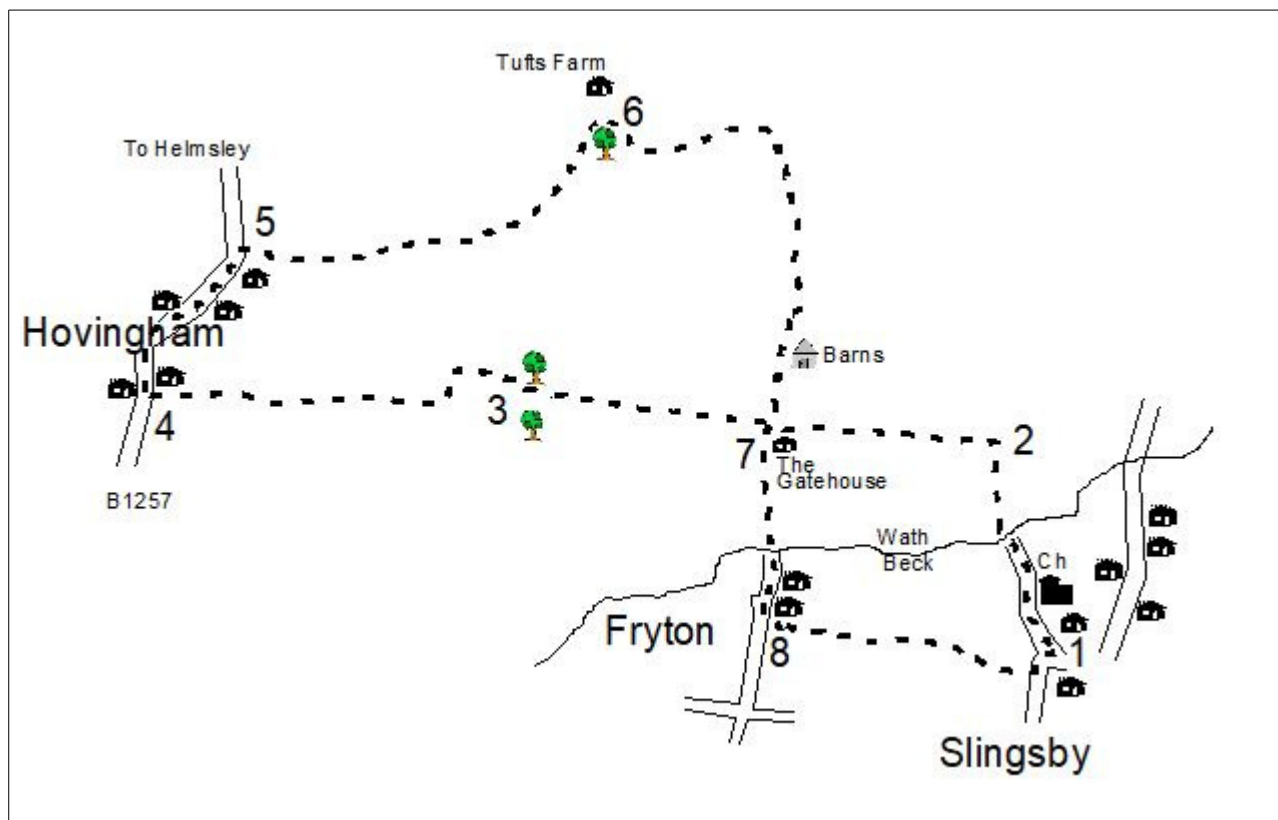 Tufts Farm
6
To Helmsley
5
Hovingham
Barns
3
4
2
7
The
Gatehouse
B1257
Wath
Beck
Ch
Fryton
8
1
Slingsby